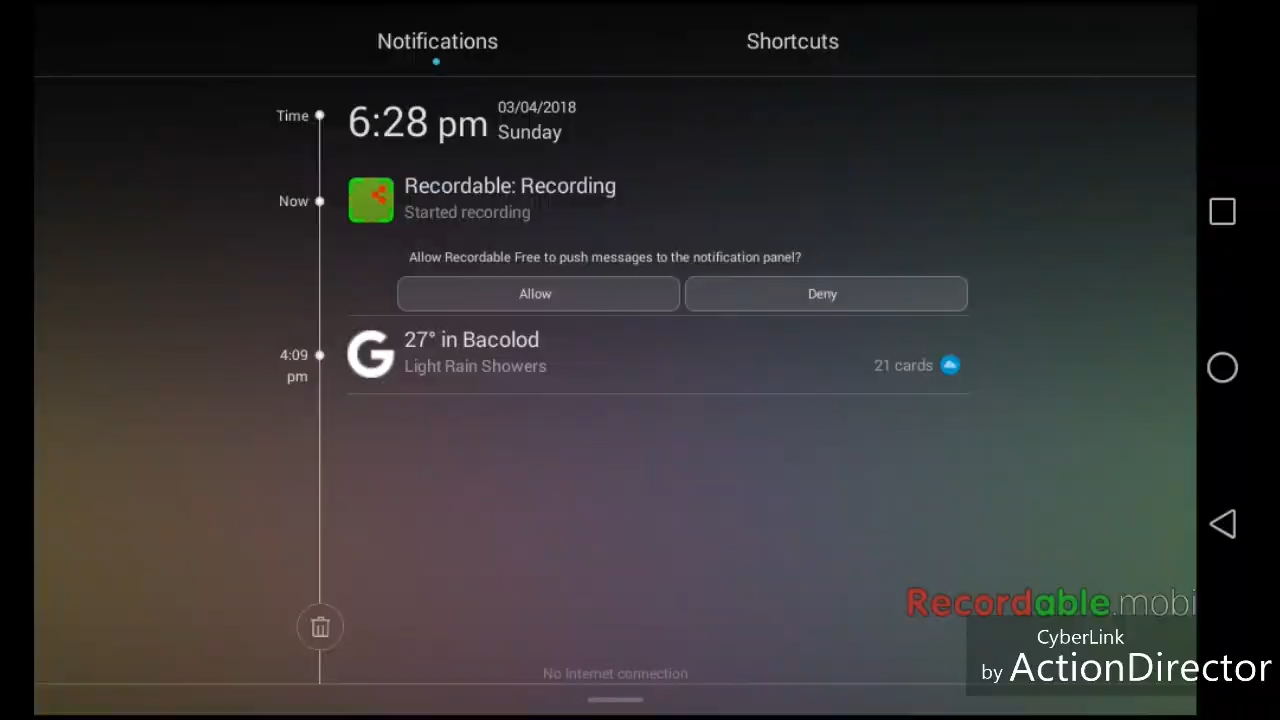 Notifications
Shortcuts
Time
6:28 pm
03/04/2018
Sunday
Now
Recordable: Recording
Started recording
Allow Recordable Free to push messages to the notification panel?
Allow
Deny
4:09
pm
G
27° in Bacolod
Light Rain Showers
21 cards
Recordable.mobi
CyberLink
by ActionDirector
No Internet connection